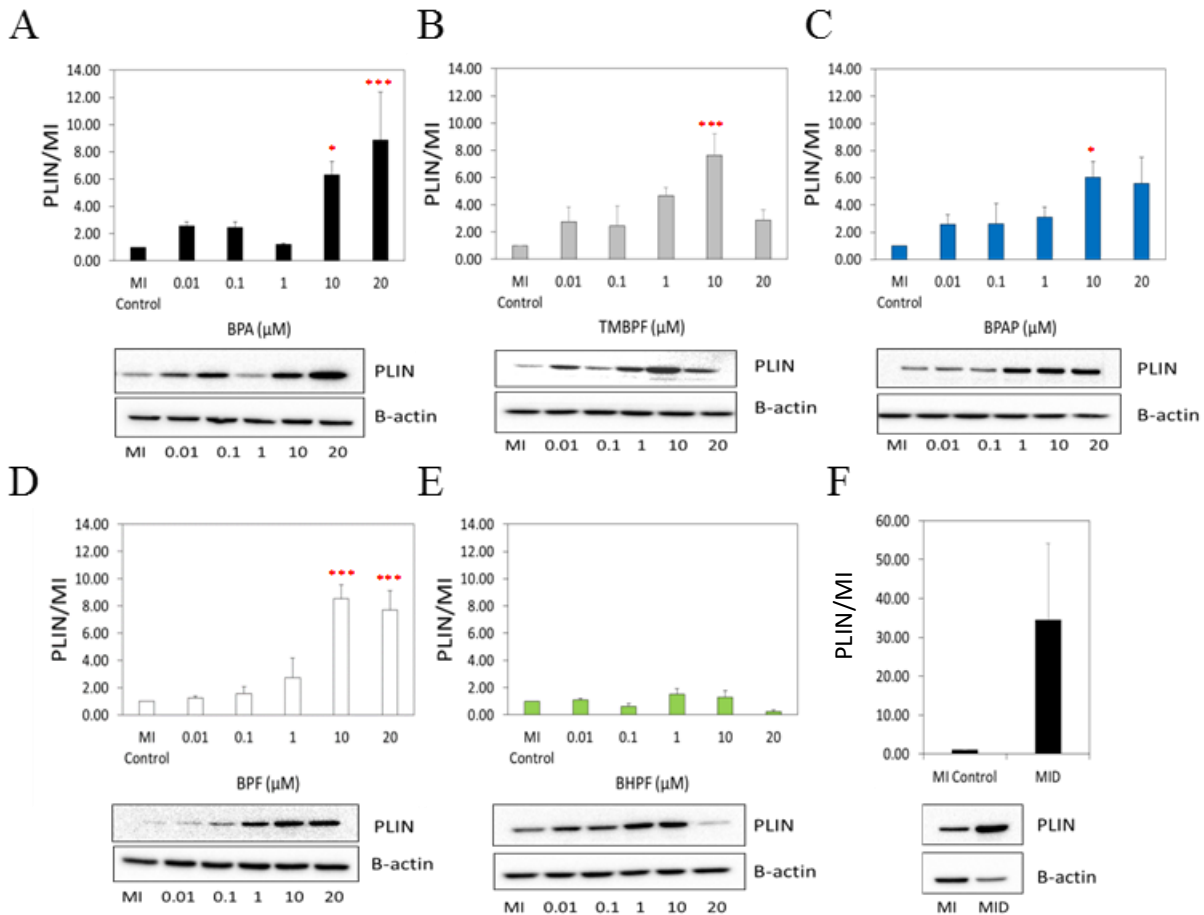 A
14.00
12.00
10.00
8.00
6.00
4.00
2.00
0.00
PLIN/MI
*
***
MI Control
0.01
0.1
1
10
20
BPA (μM)
PLIN
B-actin
MI 0.01 0.1 1 10 20
B
14.00
12.00
10.00
8.00
6.00
4.00
2.00
0.00
PLIN/MI
***
MI Control
0.01
0.1
1
10
20
TMBPF (μM)
PLIN
B-actin
MI 0.01 0.1 1 10 20
C
14.00
12.00
10.00
8.00
6.00
4.00
2.00
0.00
PLIN/MI
*
MI Control
0.01
0.1
1
10
20
BPAP (μM)
PLIN
B-actin
MI 0.01 0.1 1 10 20
D
14.00
12.00
10.00
8.00
6.00
4.00
2.00
0.00
PLIN/MI
***
***
MI Control
0.01
0.1
1
10
20
BPF (μM)
PLIN
B-actin
MI 0.01 0.1 1 10 20
E
14.00
12.00
10.00
8.00
6.00
4.00
2.00
0.00
PLIN/MI
MI Control
0.01
0.1
1
10
20
BHPF (μM)
PLIN
B-actin
MI 0.01 0.1 1 10 20
F
60.00
50.00
40.00
30.00
20.00
10.00
0.00
PLIN/MI
MI Control
MID
PLIN
B-actin
MI MID